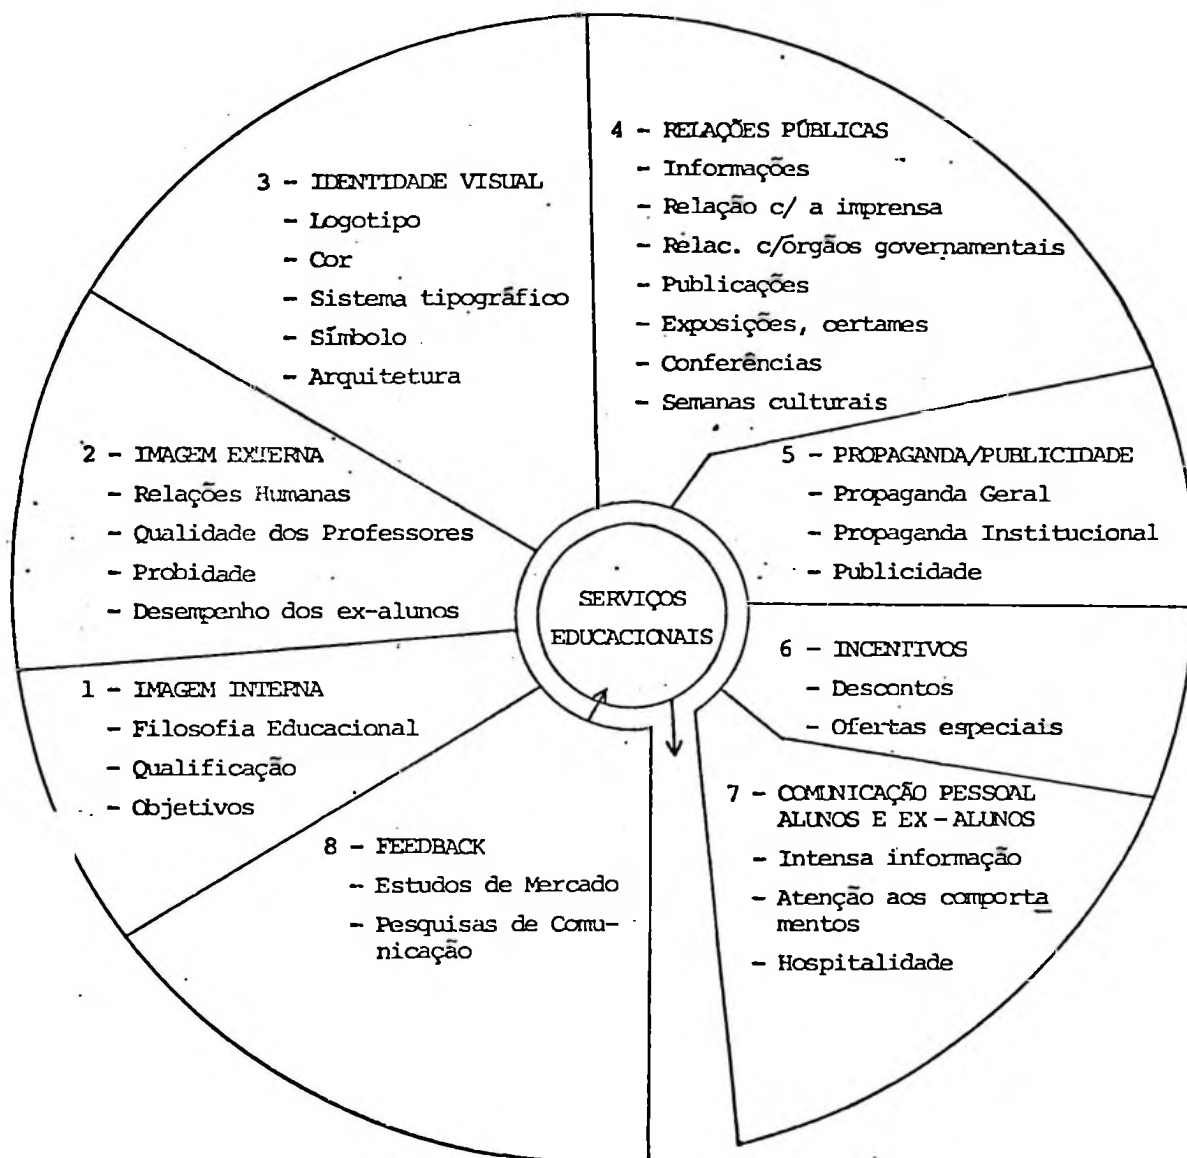 3 - IDENTIDADE VISUAL
- Logotipo
- Cor
- Sistema tipográfico
- Símbolo
- Arquitetura
4 - RELAÇÕES PÚBLICAS
- Informações
- Relação c/ a imprensa
- Relac. c/órgãos governamentais
- Publicações
- Exposições, certames
- Conferências
- Semanas culturais
2 - IMAGEM EXTERNA
- Relações Humanas
- Qualidade dos Professores
- Probidade
- Desempenho dos ex-alunos
5 - PROPAGANDA/PUBLICIDADE
- Propaganda Geral
- Propaganda Institucional
- Publicidade
SERVIÇOS
EDUCACIONAIS
1 - IMAGEM INTERNA
- Filosofia Educacional
- Qualificação
- Objetivos
6 - INCENTIVOS
- Descontos
- Ofertas especiais
8 - FEEDBACK
- Estudos de Mercado
- Pesquisas de Comu-
nicação
7 - COMUNICAÇÃO PESSOAL
ALUNOS E EX-ALUNOS
- Intensa informação
- Atenção aos comporta
mentos
- Hospitalidade